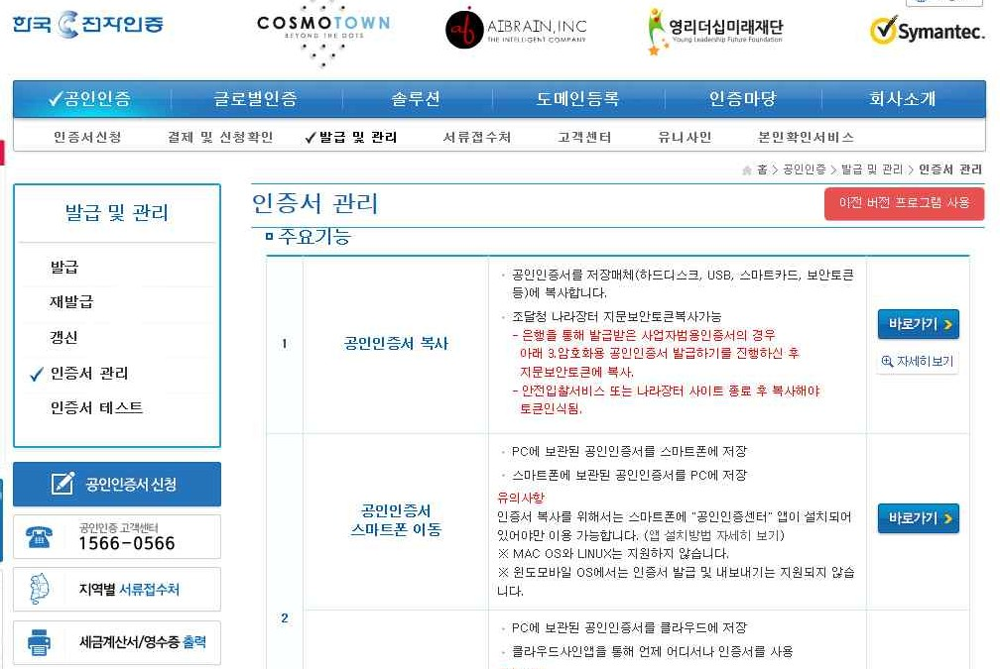 한국 전자인증
COSMOTOWN
BEYOND THE DOTS
ab
AIBRAIN,INC
THE INTELLIGENT COMPANY
영리더십미래재단
Young Leadership Future Foundation
Symantec.
공인인증 글로벌인증 솔루션 도메인등록 인증마당 회사소개
인증서신청 결제 및 신청확인 발급 및 관리 서류접수처 고객센터 유니사인 본인확인서비스
홈 > 공인인증 > 발급 및 관리 > 인증서 관리
발급 및 관리
발급
재발급
갱신
인증서 관리
인증서 테스트
공인인증서 신청
공인인증 고객센터
1566-0566
지역별 서류접수처
세금계산서/영수증 출력
인증서 관리
이전 버전 프로그램 사용
주요기능
1
공인인증서 복사
· 공인인증서를 저장매체(하드디스크, USB, 스마트카드, 보안토큰
등)에 복사합니다.
· 조달청 나라장터 지문보안토큰복사가능
- 은행을 통해 발급받은 사업자범용인증서의 경우
아래 3.암호화용 공인인증서 발급하기를 진행하신 후
지문보안토큰에 복사.
- 안전입찰서비스 또는 나라장터 사이트 종료 후 복사해야
토큰인식됨.
바로가기 >
자세히보기
2
공인인증서
스마트폰 이동
· PC에 보관된 공인인증서를 스마트폰에 저장
· 스마트폰에 보관된 공인인증서를 PC에 저장
유의사항
인증서 복사를 위해서는 스마트폰에 "공인인증센터" 앱이 설치되어
있어야만 이용 가능합니다. (앱 설치방법 자세히 보기)
※ MAC OS와 LINUX는 지원하지 않습니다.
※ 윈도모바일 OS에서는 인증서 발급 및 내보내기는 지원되지 않습
니다.
바로가기 >
· PC에 보관된 공인인증서를 클라우드에 저장
· 클라우드사인앱을 통해 언제 어디서나 인증서를 사용